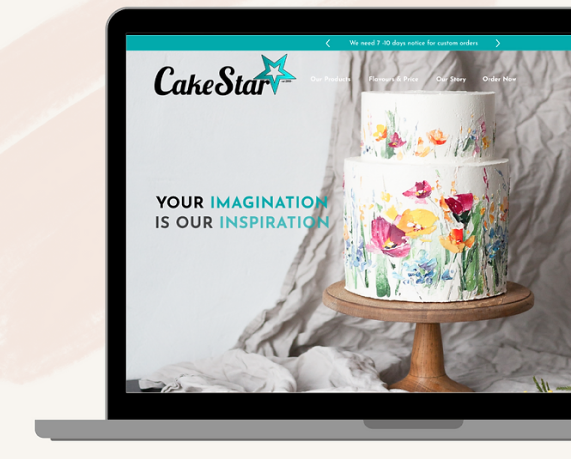 We need 7 -10 days notice for custom orders
CakeStar
Our Products Flavours & Price Our Story Order Now
YOUR IMAGINATION
IS OUR INSPIRATION